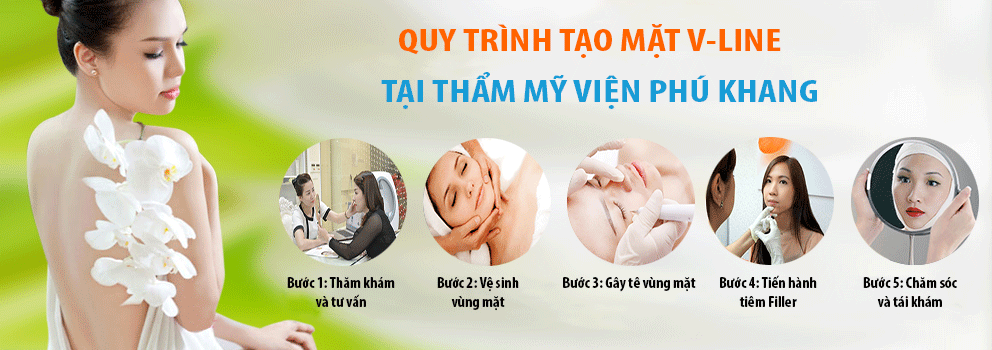 QUY TRÌNH TẠO MẶT V-LINE
TẠI THẨM MỸ VIỆN PHÚ KHANG
Bước 1: Thăm khám
và tư vấn
Bước 2: Vệ sinh
vùng mặt
Bước 3: Gây tê vùng mặt
Bước 4: Tiến hành
tiêm Filler
Bước 5: Chăm sóc
và tái khám